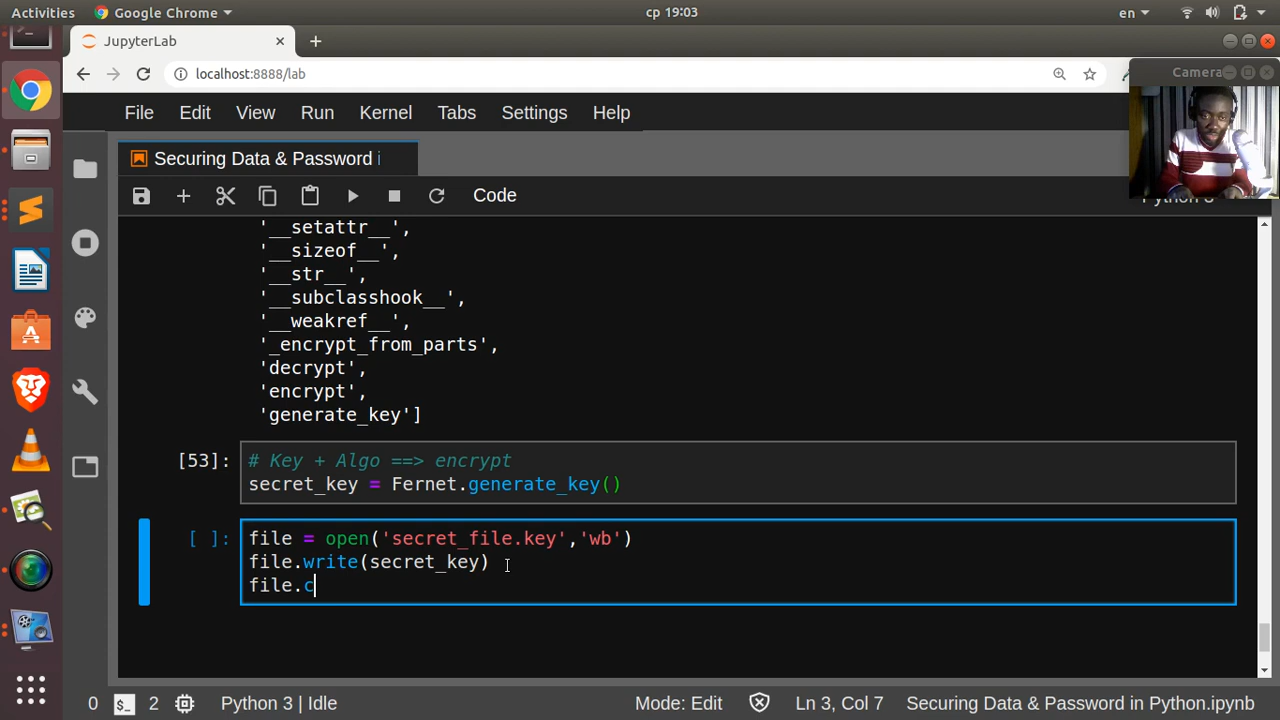 Activities Google Chrome ср 19:03 en
JupyterLab
localhost:8888/lab
Camera
File Edit View Run Kernel Tabs Settings Help
Securing Data & Password i
Code
'__setattr__',
'__sizeof__',
'__str__',
'__subclasshook__',
'__weakref__',
'_encrypt_from_parts',
'decrypt',
'encrypt',
'generate_key']
[53]: # Key + Algo ==> encrypt
secret_key = Fernet.generate_key()
[ ]: file = open('secret_file.key','wb')
file.write(secret_key)
file.c
0 $_ 2 Python 3 | Idle Mode: Edit Ln 3, Col 7 Securing Data & Password in Python.ipynb